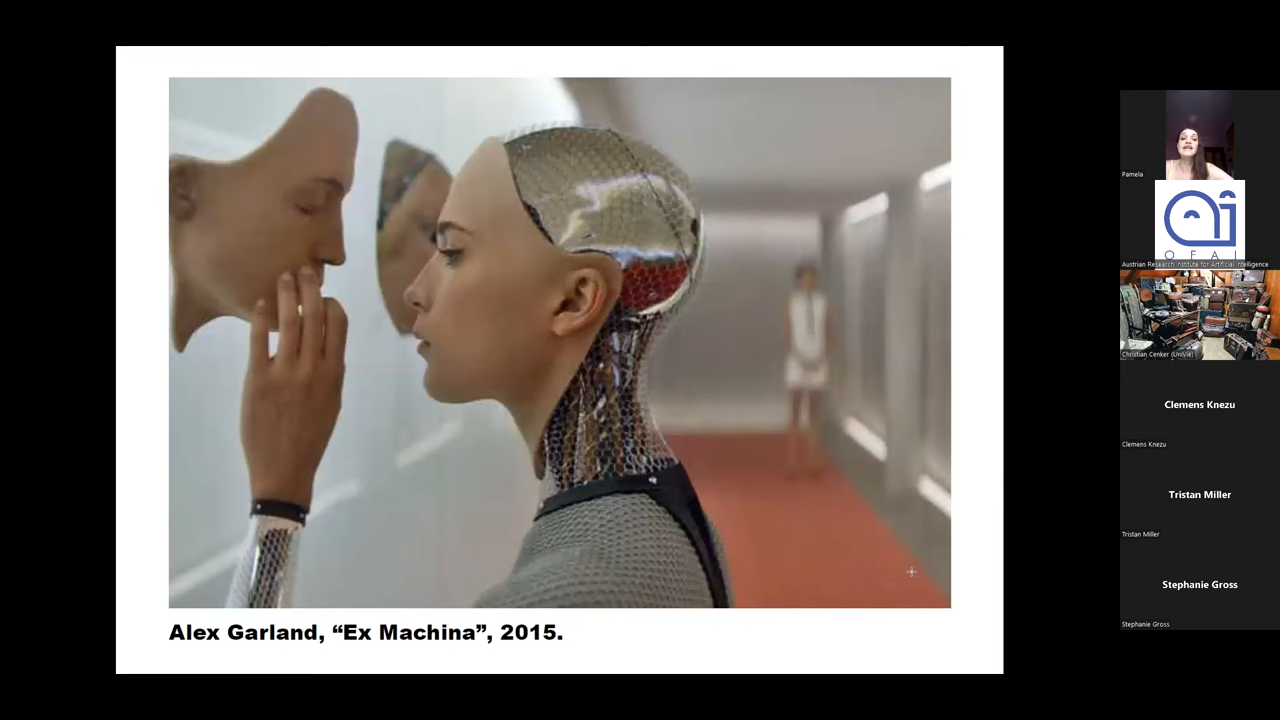 Alex Garland, “Ex Machina”, 2015.
Pamela
OFAI
Austrian Research Institute for Artificial Intelligence
Christian Cenker (UniVie)
Clemens Knezu
Clemens Knezu
Tristan Miller
Tristan Miller
Stephanie Gross
Stephanie Gross